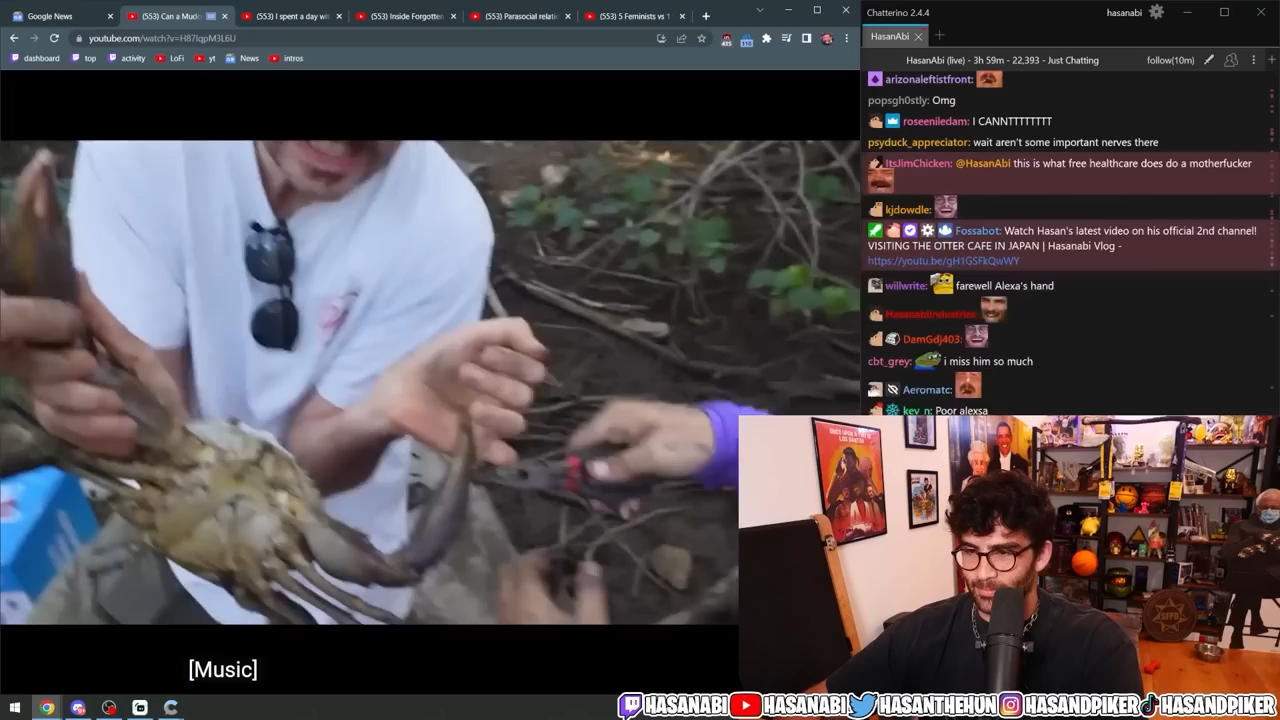 Google News
(553) Can a Mudc
(553) I spent a day wi
(553) Inside Forgotten
(553) Parasocial relati
(553) 5 Feminists vs 1
youtube.com/watch?v=H87IqpM3L6U
dashboard top activity LoFi yt News intros
[Music]
Chatterino 2.4.4
hasanabi
HasanAbi
HasanAbi (live) - 3h 59m - 22,393 - Just Chatting
follow(10m)
arizonaleftistfront:
popsgh0stly: Omg
roseeniledam: I CANNTTTTTTT
psyduck_appreciator: wait aren't some important nerves there
ItsJimChicken: @HasanAbi this is what free healthcare does do a motherfucker
kjdowdle:
Fossabot: Watch Hasan's latest video on his official 2nd channel!
VISITING THE OTTER CAFE IN JAPAN | Hasanabi Vlog -
https://youtu.be/gH1GSFkQwWY
willwrite: farewell Alexa's hand
HasanabiIndustries
DamGdj403:
cbt_grey: i miss him so much
Aeromatc:
key_n: Poor alexsa
HASANABI HASANABI HASANTHEHUN HASANDPIKER HASANDPIKER